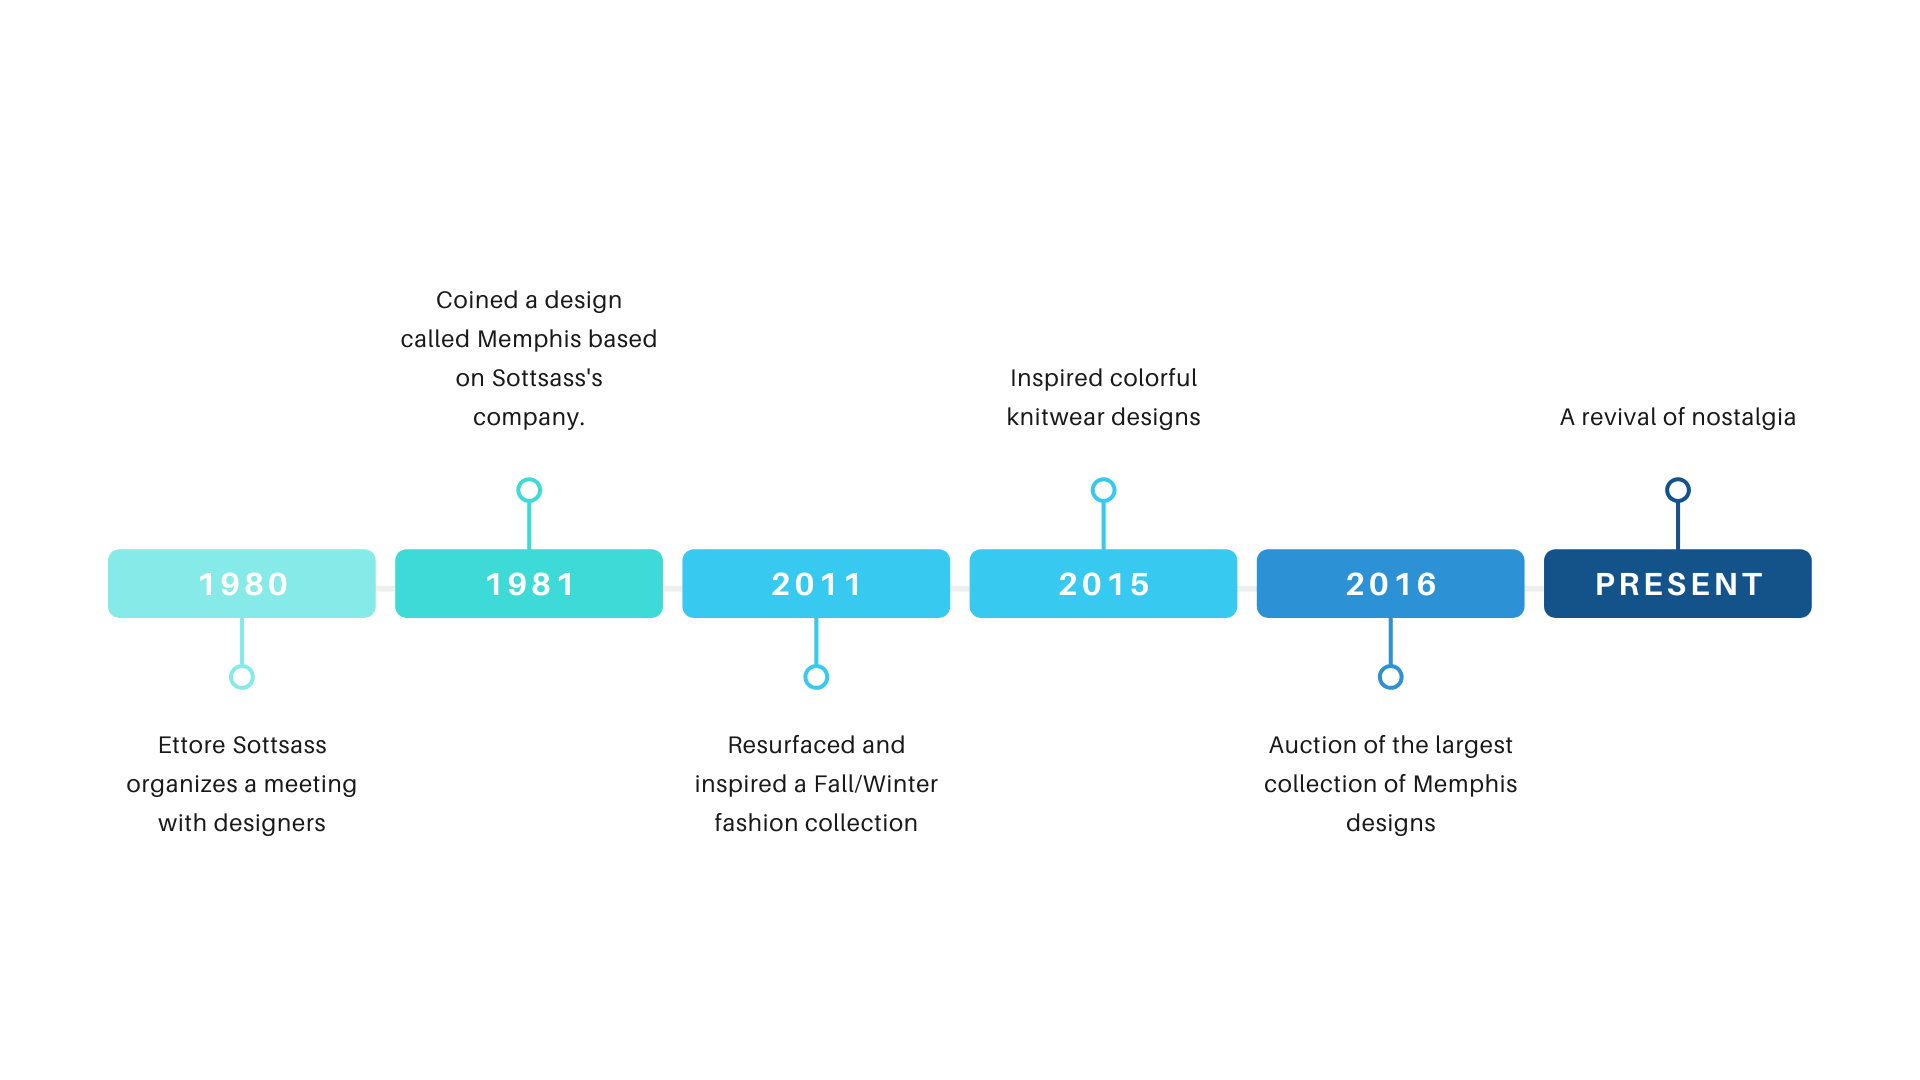 Coined a design
called Memphis based
on Sottsass's
company.
Inspired colorful
knitwear designs
A revival of nostalgia
1980
1981
2011
2015
2016
PRESENT
Ettore Sottsass
organizes a meeting
with designers
Resurfaced and
inspired a Fall/Winter
fashion collection
Auction of the largest
collection of Memphis
designs